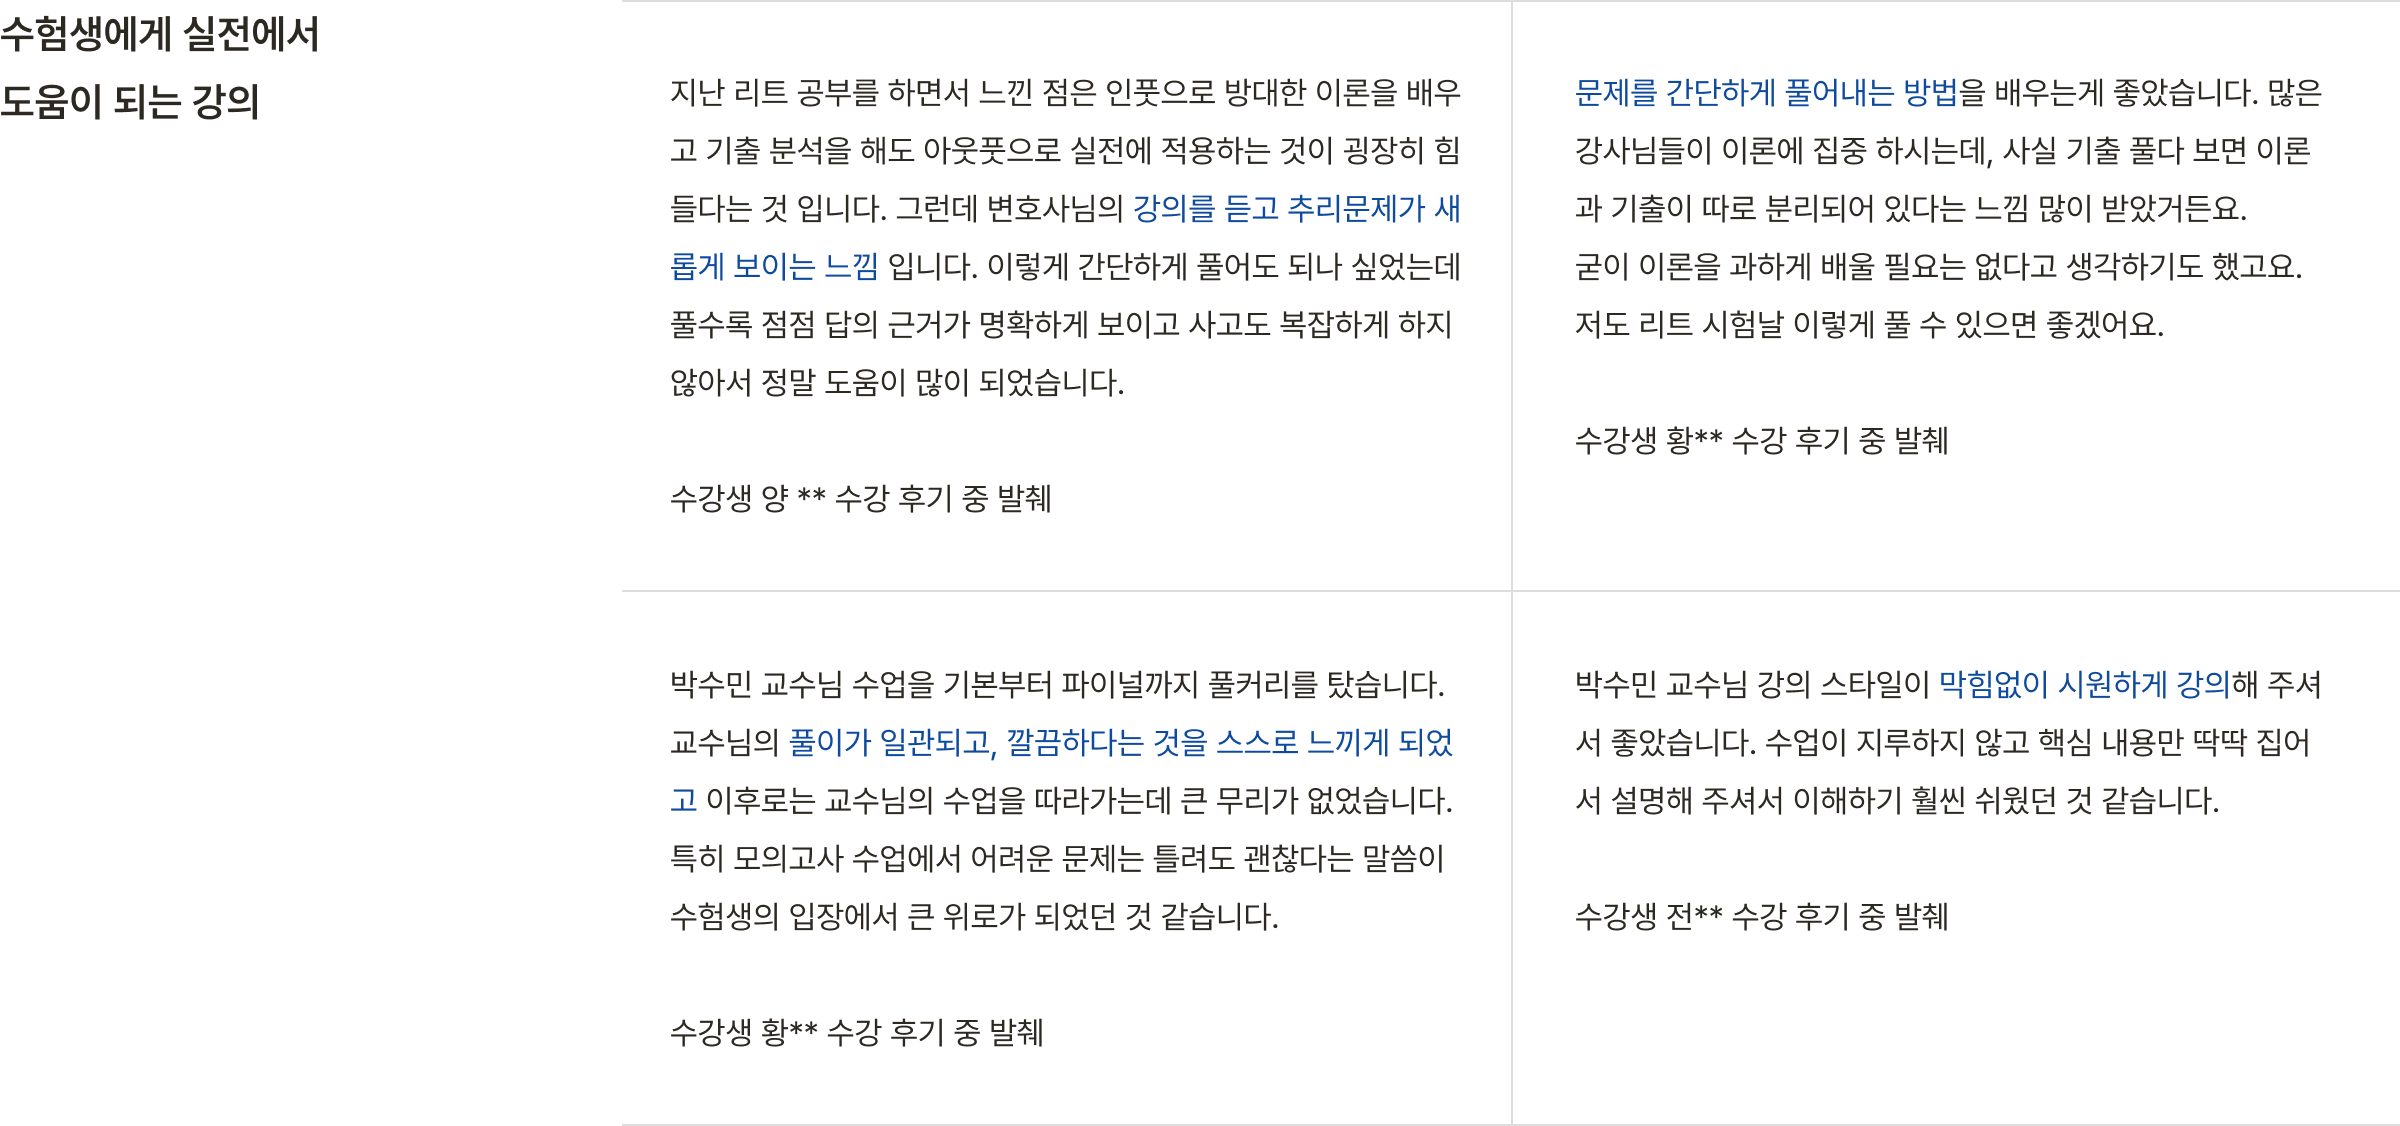 수험생에게 실전에서
도움이 되는 강의
지난 리트 공부를 하면서 느낀 점은 인풋으로 방대한 이론을 배우
고 기출 분석을 해도 아웃풋으로 실전에 적용하는 것이 굉장히 힘
들다는 것 입니다. 그런데 변호사님의 강의를 듣고 추리문제가 새
롭게 보이는 느낌 입니다. 이렇게 간단하게 풀어도 되나 싶었는데
풀수록 점점 답의 근거가 명확하게 보이고 사고도 복잡하게 하지
않아서 정말 도움이 많이 되었습니다.
수강생 양 ** 수강 후기 중 발췌
문제를 간단하게 풀어내는 방법을 배우는게 좋았습니다. 많은
강사님들이 이론에 집중 하시는데, 사실 기출 풀다 보면 이론
과 기출이 따로 분리되어 있다는 느낌 많이 받았거든요.
굳이 이론을 과하게 배울 필요는 없다고 생각하기도 했고요.
저도 리트 시험날 이렇게 풀 수 있으면 좋겠어요.
수강생 황** 수강 후기 중 발췌
박수민 교수님 수업을 기본부터 파이널까지 풀커리를 탔습니다.
교수님의 풀이가 일관되고, 깔끔하다는 것을 스스로 느끼게 되었
고 이후로는 교수님의 수업을 따라가는데 큰 무리가 없었습니다.
특히 모의고사 수업에서 어려운 문제는 틀려도 괜찮다는 말씀이
수험생의 입장에서 큰 위로가 되었던 것 같습니다.
수강생 황** 수강 후기 중 발췌
박수민 교수님 강의 스타일이 막힘없이 시원하게 강의해 주셔
서 좋았습니다. 수업이 지루하지 않고 핵심 내용만 딱딱 집어
서 설명해 주셔서 이해하기 훨씬 쉬웠던 것 같습니다.
수강생 전** 수강 후기 중 발췌